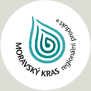 MORAVSKÝ KRAS
regionální produkt®